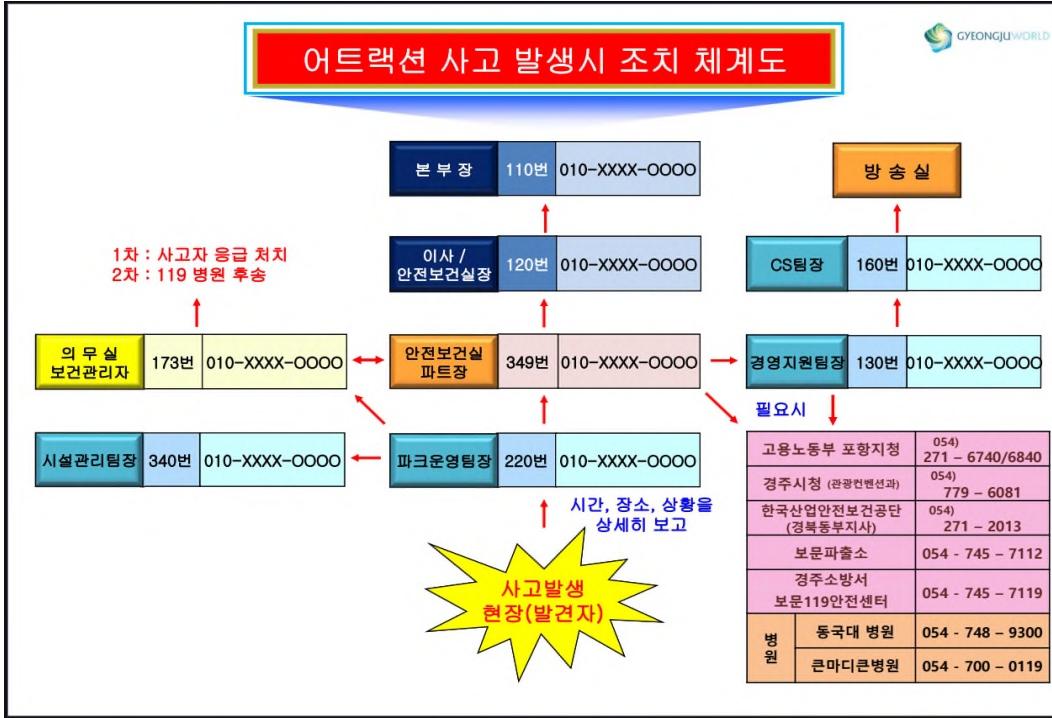 GYEONGJUWORLD
어트랙션 사고 발생시 조치 체계도
본 부 장 110번 010-XXXX-OOOO
방 송 실
1차 : 사고자 응급 처치
2차 : 119 병원 후송
이사 /
안전보건실장 120번 010-XXXX-OOOO
CS팀장 160번 010-XXXX-OOOO
의 무 실
보건관리자 173번 010-XXXX-OOOO
안전보건실
파트장 349번 010-XXXX-OOOO
경영지원팀장 130번 010-XXXX-OOOO
필요시
시설관리팀장 340번 010-XXXX-OOOO
파크운영팀장 220번 010-XXXX-OOOO
시간, 장소, 상황을
상세히 보고
사고발생
현장(발견자)
고용노동부 포항지청 054) 271 – 6740/6840
경주시청 (관광컨벤션과) 054) 779 – 6081
한국산업안전보건공단
(경북동부지사) 054) 271 – 2013
보문파출소 054 - 745 – 7112
경주소방서
보문119안전센터 054 - 745 – 7119
병원
동국대 병원 054 - 748 – 9300
큰마디큰병원 054 - 700 – 0119